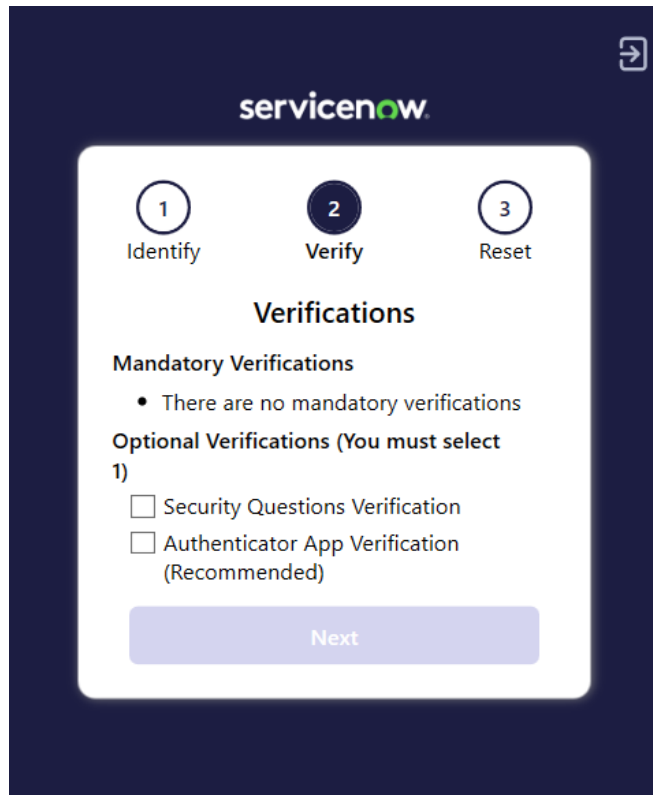 servicenow.
1
2
3
Identify
Verify
Reset
Verifications
Mandatory Verifications
• There are no mandatory verifications
Optional Verifications (You must select
1)
Security Questions Verification
Authenticator App Verification
(Recommended)
Next